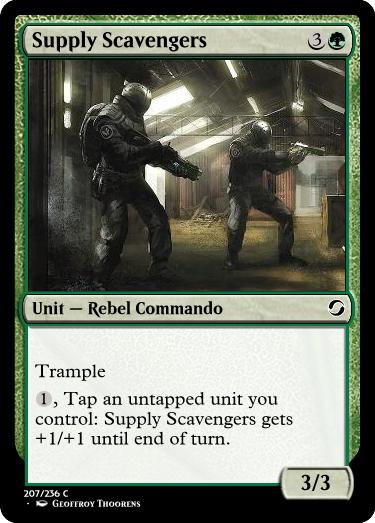 Supply Scavengers 3
Unit — Rebel Commando
Trample
1, Tap an untapped unit you
control: Supply Scavengers gets
+1/+1 until end of turn.
3/3
207/236 C
· Geoffroy Thoorens